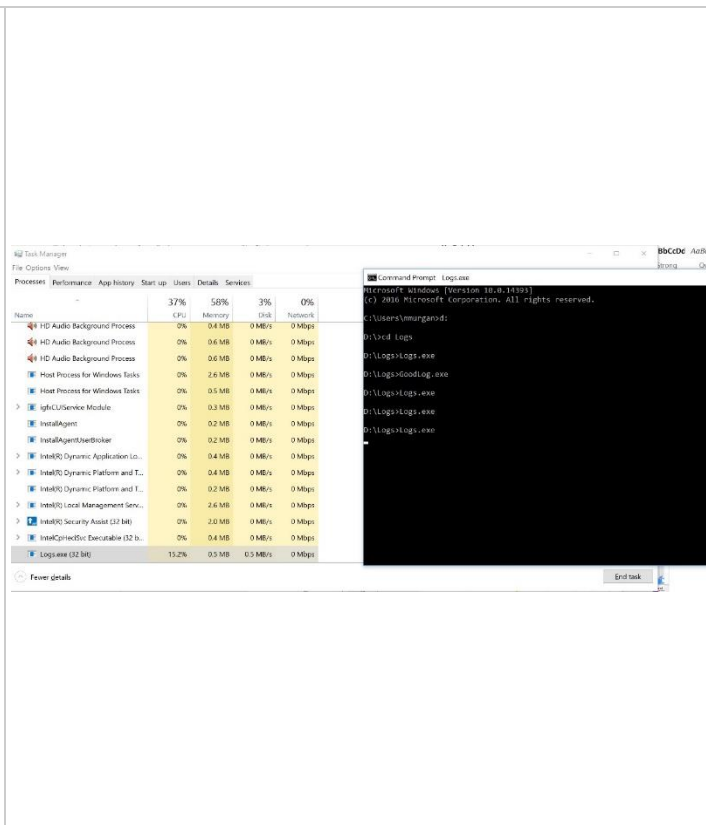 Task Manager
File Options View
Processes Performance App history Start up Users Details Services
37% 58% 3% 0%
Name CPU Memory Disk Network
HD Audio Background Process 0% 0.4 MB 0 MB/s 0 Mbps
HD Audio Background Process 0% 0.6 MB 0 MB/s 0 Mbps
HD Audio Background Process 0% 0.6 MB 0 MB/s 0 Mbps
Host Process for Windows Tasks 0% 2.6 MB 0 MB/s 0 Mbps
Host Process for Windows Tasks 0% 0.5 MB 0 MB/s 0 Mbps
igfxCUIService Module 0% 0.3 MB 0 MB/s 0 Mbps
InstallAgent 0% 0.2 MB 0 MB/s 0 Mbps
InstallAgentUserBroker 0% 0.2 MB 0 MB/s 0 Mbps
Intel(R) Dynamic Application Lo... 0% 0.4 MB 0 MB/s 0 Mbps
Intel(R) Dynamic Platform and T... 0% 0.4 MB 0 MB/s 0 Mbps
Intel(R) Dynamic Platform and T... 0% 0.2 MB 0 MB/s 0 Mbps
Intel(R) Local Management Serv... 0% 2.6 MB 0 MB/s 0 Mbps
Intel(R) Security Assist (32 bit) 0% 2.0 MB 0 MB/s 0 Mbps
IntelCpHeciSvc Executable (32 b... 0% 0.4 MB 0 MB/s 0 Mbps
Logs.exe (32 bit) 15.2% 0.5 MB 0.5 MB/s 0 Mbps
Fewer details
End task
Command Prompt Logs.exe
Microsoft Windows [Version 10.0.14393]
(c) 2016 Microsoft Corporation. All rights reserved.
C:\Users\mmurgan>d:
D:\>cd Logs
D:\Logs>Logs.exe
D:\Logs>GoodLog.exe
D:\Logs>Logs.exe
D:\Logs>Logs.exe
D:\Logs>Logs.exe
BbCcDd AaB
Strong